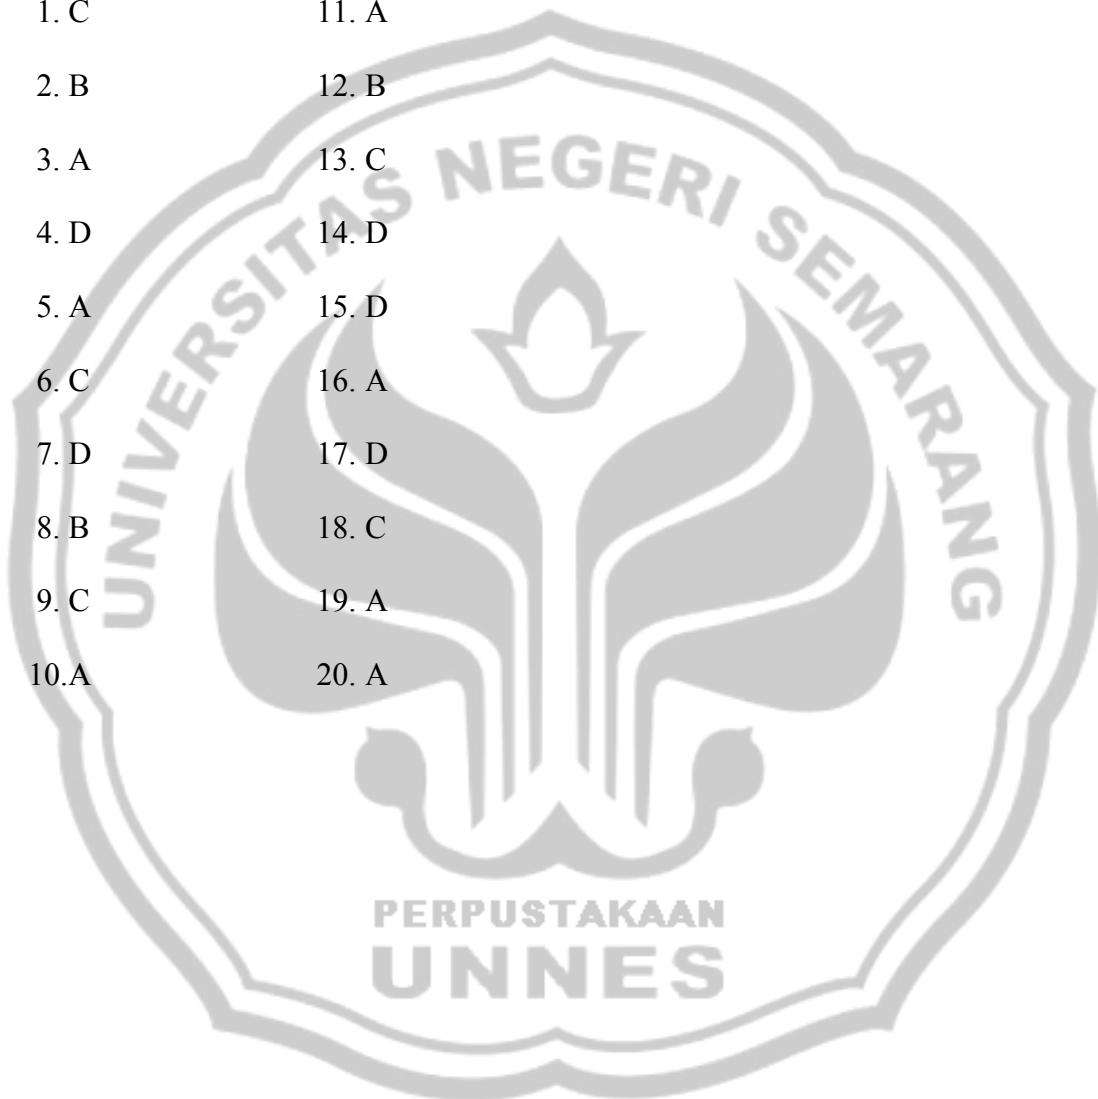 1. C
2. B
3. A
4. D
5. A
6. C
7. D
8. B
9. C
10.A
11. A
12. B
13. C
14. D
15. D
16. A
17. D
18. C
19. A
20. A
UNIVERSITAS NEGERI SEMARANG
PERPUSTAKAAN
UNNES